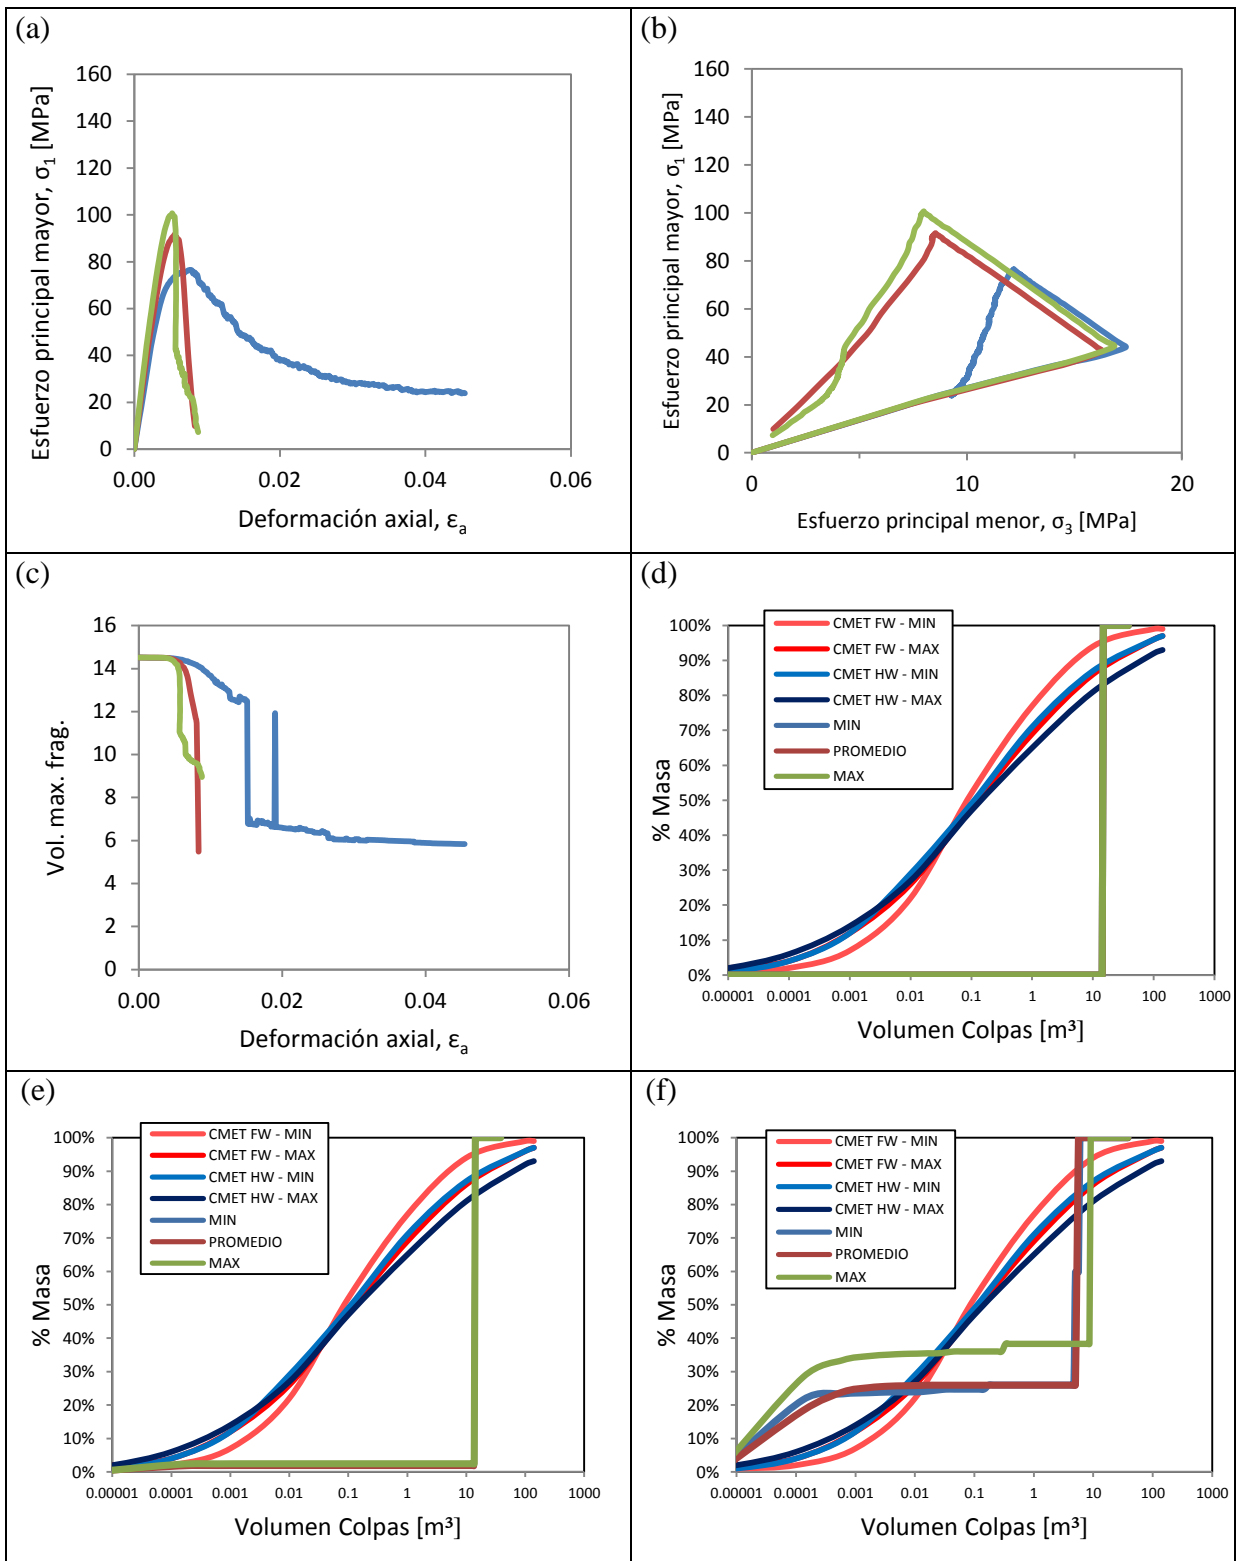 (a)
Esfuerzo principal mayor, σ1 [MPa]
160
140
120
100
80
60
40
20
0
0.00 0.02 0.04 0.06
Deformación axial, εa
(b)
Esfuerzo principal mayor, σ1 [MPa]
160
140
120
100
80
60
40
20
0
0 10 20
Esfuerzo principal menor, σ3 [MPa]
(c)
Vol. max. frag.
16
14
12
10
8
6
4
2
0
0.00 0.02 0.04 0.06
Deformación axial, εa
(d)
% Masa
100%
90%
80%
70%
60%
50%
40%
30%
20%
10%
0%
CMET FW - MIN
CMET FW - MAX
CMET HW - MIN
CMET HW - MAX
MIN
PROMEDIO
MAX
0.00001 0.0001 0.001 0.01 0.1 1 10 100 1000
Volumen Colpas [m³]
(e)
% Masa
100%
90%
80%
70%
60%
50%
40%
30%
20%
10%
0%
CMET FW - MIN
CMET FW - MAX
CMET HW - MIN
CMET HW - MAX
MIN
PROMEDIO
MAX
0.00001 0.0001 0.001 0.01 0.1 1 10 100 1000
Volumen Colpas [m³]
(f)
% Masa
100%
90%
80%
70%
60%
50%
40%
30%
20%
10%
0%
CMET FW - MIN
CMET FW - MAX
CMET HW - MIN
CMET HW - MAX
MIN
PROMEDIO
MAX
0.00001 0.0001 0.001 0.01 0.1 1 10 100 1000
Volumen Colpas [m³]